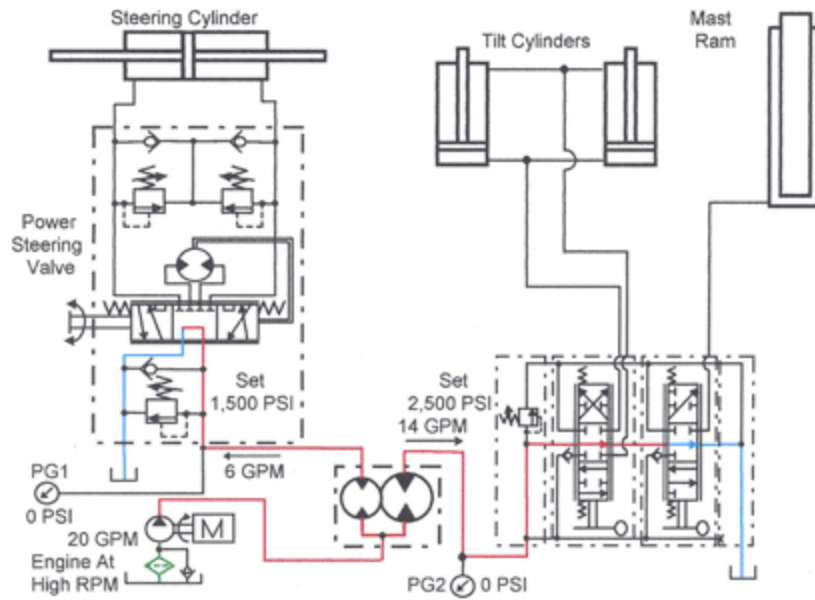 Steering Cylinder
Tilt Cylinders
Mast
Ram
Power
Steering
Valve
Set
1,500 PSI
Set
2,500 PSI
14 GPM
6 GPM
PG1
0 PSI
20 GPM
M
Engine At
High RPM
PG2
0 PSI